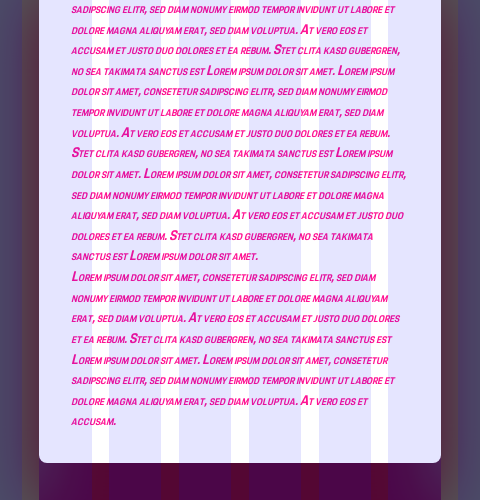 sadipscing elitr, sed diam nonumy eirmod tempor invidunt ut labore et
dolore magna aliquyam erat, sed diam voluptua. At vero eos et
accusam et justo duo dolores et ea rebum. Stet clita kasd gubergren,
no sea takimata sanctus est Lorem ipsum dolor sit amet. Lorem ipsum
dolor sit amet, consetetur sadipscing elitr, sed diam nonumy eirmod
tempor invidunt ut labore et dolore magna aliquyam erat, sed diam
voluptua. At vero eos et accusam et justo duo dolores et ea rebum.
Stet clita kasd gubergren, no sea takimata sanctus est Lorem ipsum
dolor sit amet. Lorem ipsum dolor sit amet, consetetur sadipscing elitr,
sed diam nonumy eirmod tempor invidunt ut labore et dolore magna
aliquyam erat, sed diam voluptua. At vero eos et accusam et justo duo
dolores et ea rebum. Stet clita kasd gubergren, no sea takimata
sanctus est Lorem ipsum dolor sit amet.
Lorem ipsum dolor sit amet, consetetur sadipscing elitr, sed diam
nonumy eirmod tempor invidunt ut labore et dolore magna aliquyam
erat, sed diam voluptua. At vero eos et accusam et justo duo dolores
et ea rebum. Stet clita kasd gubergren, no sea takimata sanctus est
Lorem ipsum dolor sit amet. Lorem ipsum dolor sit amet, consetetur
sadipscing elitr, sed diam nonumy eirmod tempor invidunt ut labore et
dolore magna aliquyam erat, sed diam voluptua. At vero eos et
accusam.